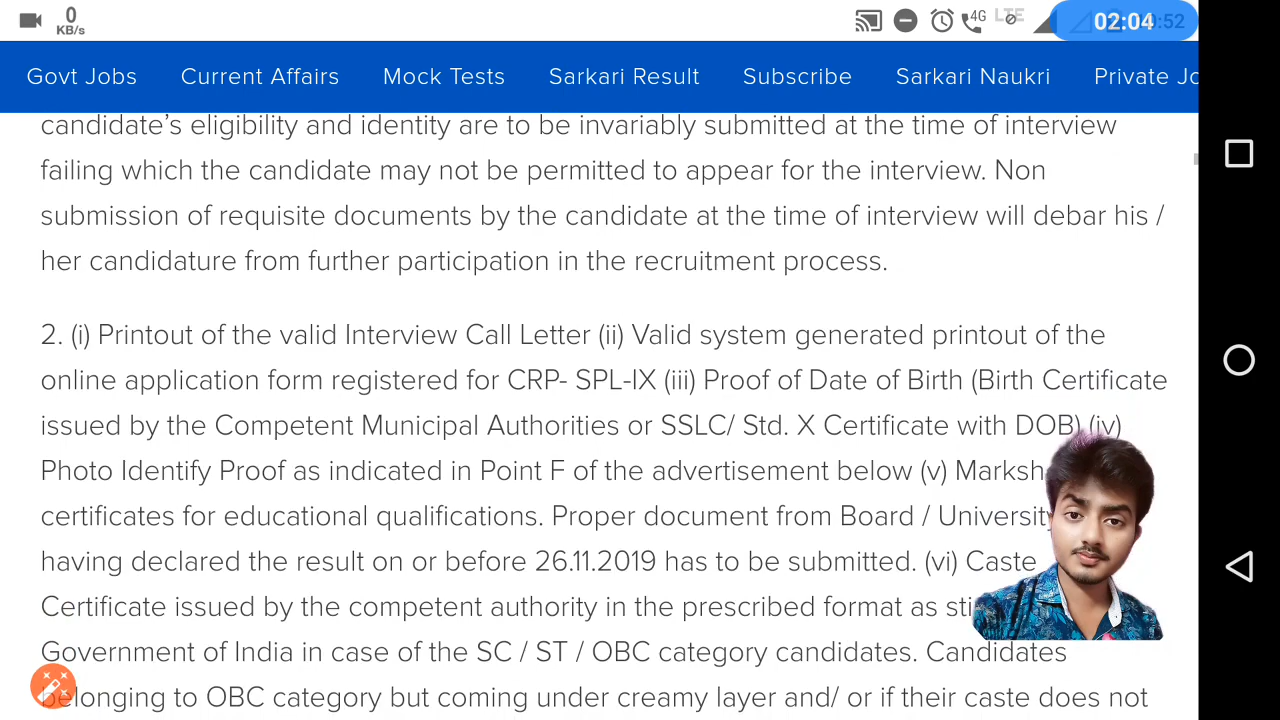 0
KB/s
4G
LTE
02:04
:52
Govt Jobs Current Affairs Mock Tests Sarkari Result Subscribe Sarkari Naukri Private Jo
candidate's eligibility and identity are to be invariably submitted at the time of interview
failing which the candidate may not be permitted to appear for the interview. Non
submission of requisite documents by the candidate at the time of interview will debar his /
her candidature from further participation in the recruitment process.
2. (i) Printout of the valid Interview Call Letter (ii) Valid system generated printout of the
online application form registered for CRP- SPL-IX (iii) Proof of Date of Birth (Birth Certificate
issued by the Competent Municipal Authorities or SSLC/ Std. X Certificate with DOB) (iv)
Photo Identify Proof as indicated in Point F of the advertisement below (v) Marksh
certificates for educational qualifications. Proper document from Board / University
having declared the result on or before 26.11.2019 has to be submitted. (vi) Caste
Certificate issued by the competent authority in the prescribed format as sti
Government of India in case of the SC / ST / OBC category candidates. Candidates
belonging to OBC category but coming under creamy layer and/ or if their caste does not